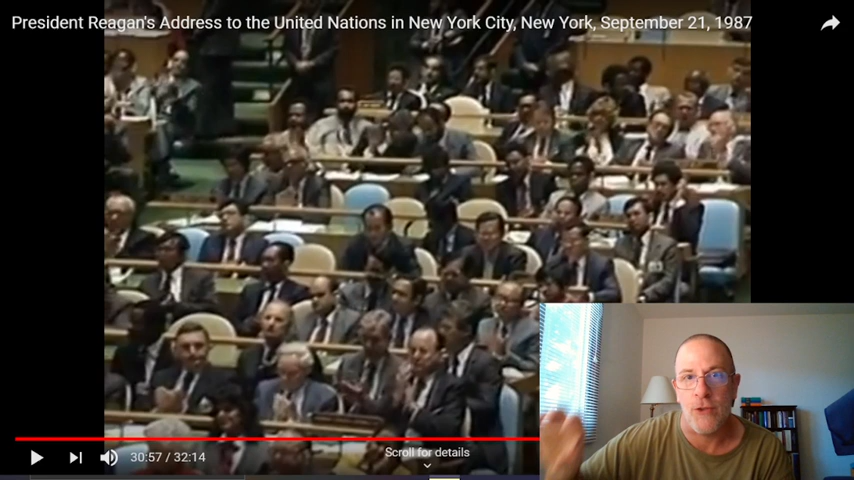 President Reagan's Address to the United Nations in New York City, New York, September 21, 1987
30:57 / 32:14
Scroll for details